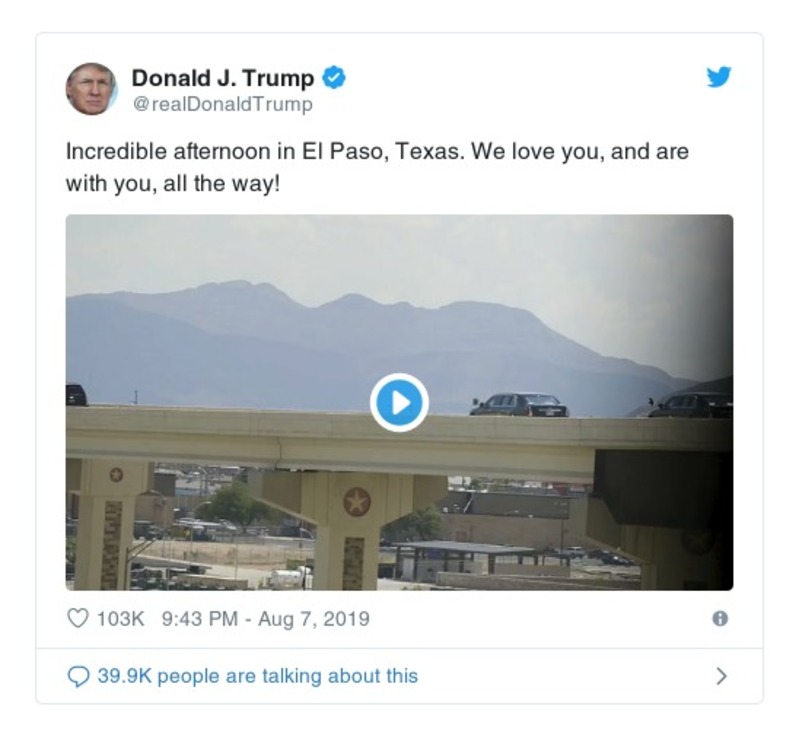 Donald J. Trump
@realDonaldTrump
Incredible afternoon in El Paso, Texas. We love you, and are
with you, all the way!
103K 9:43 PM - Aug 7, 2019
39.9K people are talking about this